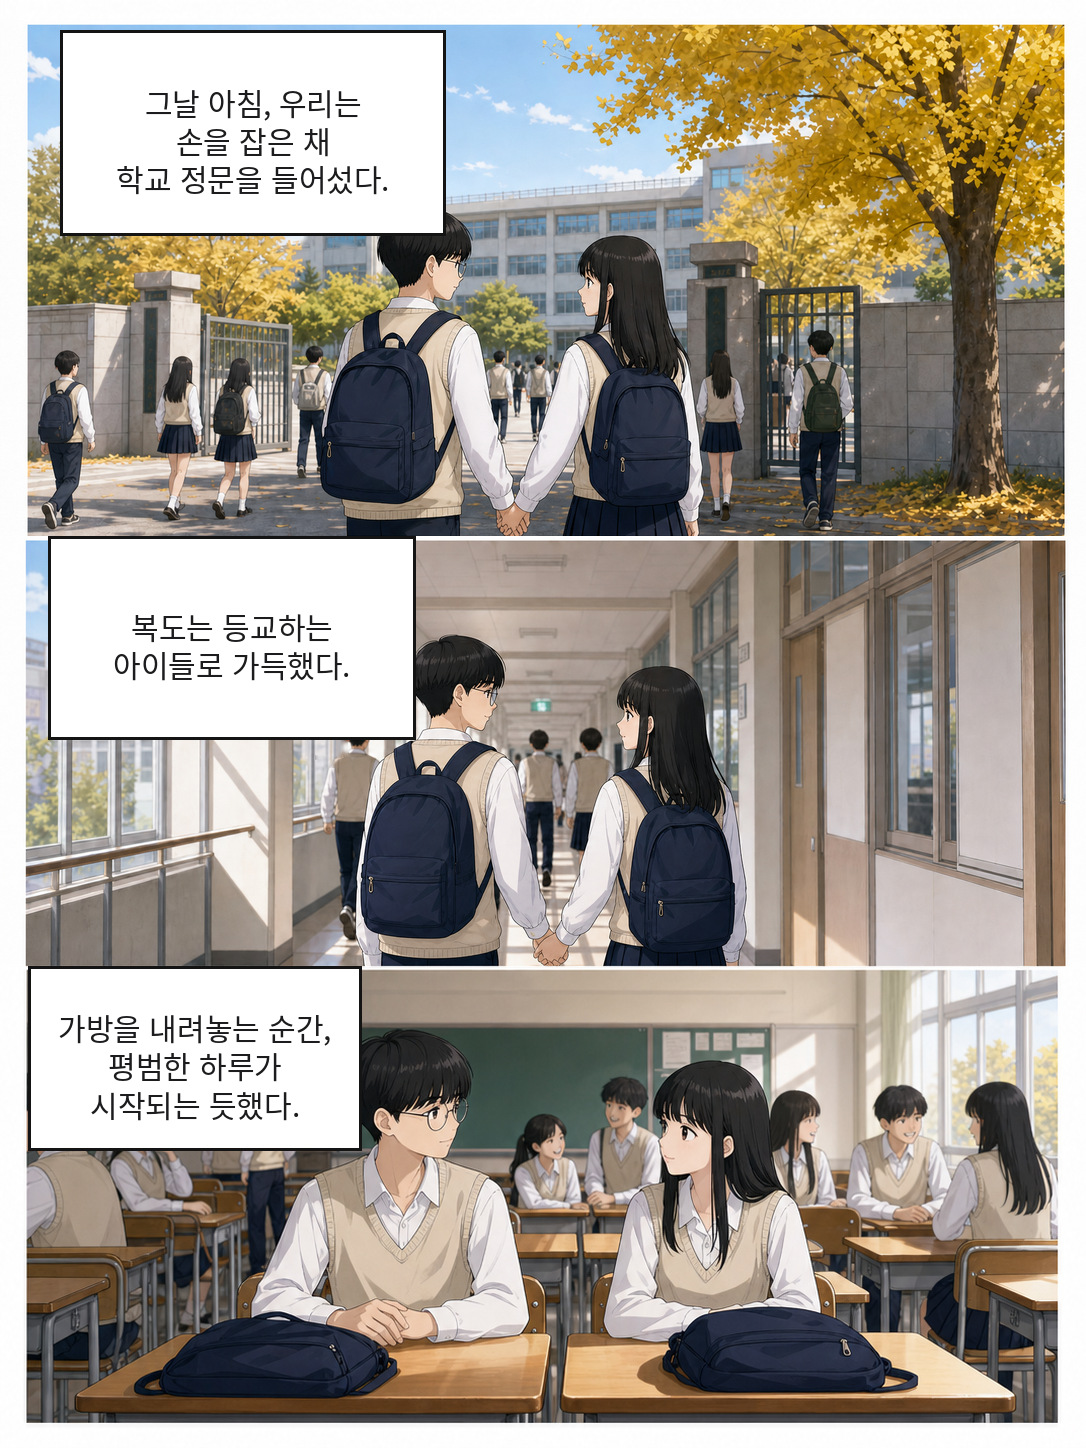 그날 아침, 우리는
손을 잡은 채
학교 정문을 들어섰다.
복도는 등교하는
아이들로 가득했다.
가방을 내려놓는 순간,
평범한 하루가
시작되는 듯했다.